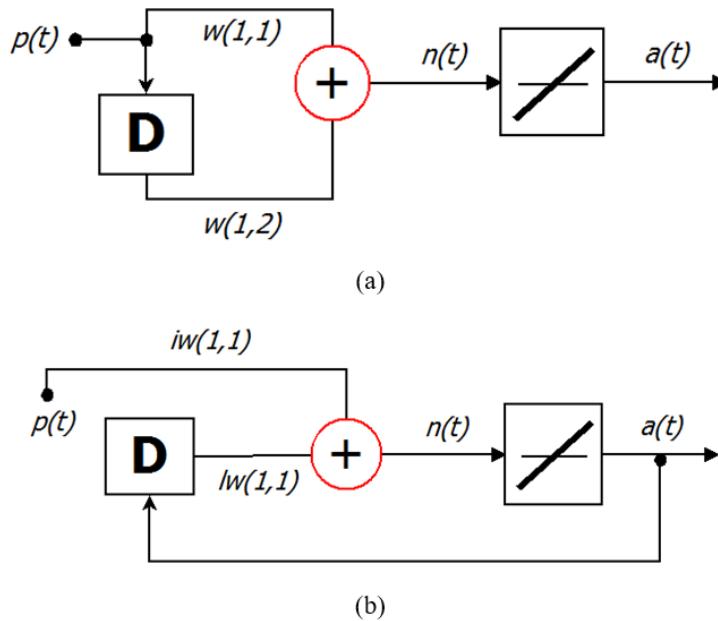 p(t)
w(1,1)
+
n(t)
a(t)
D
w(1,2)
(a)
iw(1,1)
p(t)
D
lw(1,1)
+
n(t)
a(t)
(b)